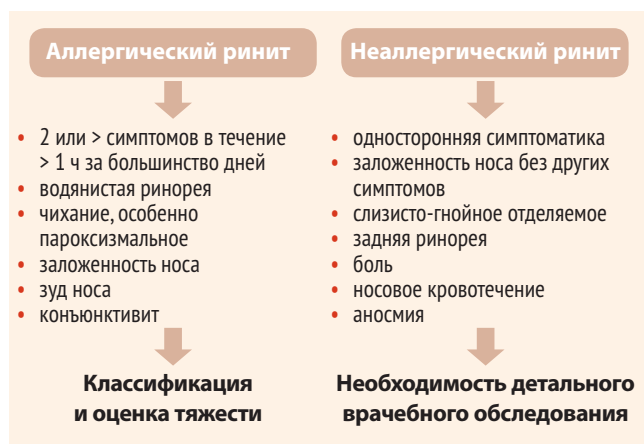 Аллергический ринит
• 2 или > симптомов в течение
> 1 ч за большинство дней
• водянистая ринорея
• чихание, особенно
пароксизмальное
• заложенность носа
• зуд носа
• конъюнктивит
Классификация
и оценка тяжести
Неаллергический ринит
• односторонняя симптоматика
• заложенность носа без других
симптомов
• слизисто-гнойное отделяемое
• задняя ринорея
• боль
• носовое кровотечение
• аносмия
Необходимость детального
врачебного обследования